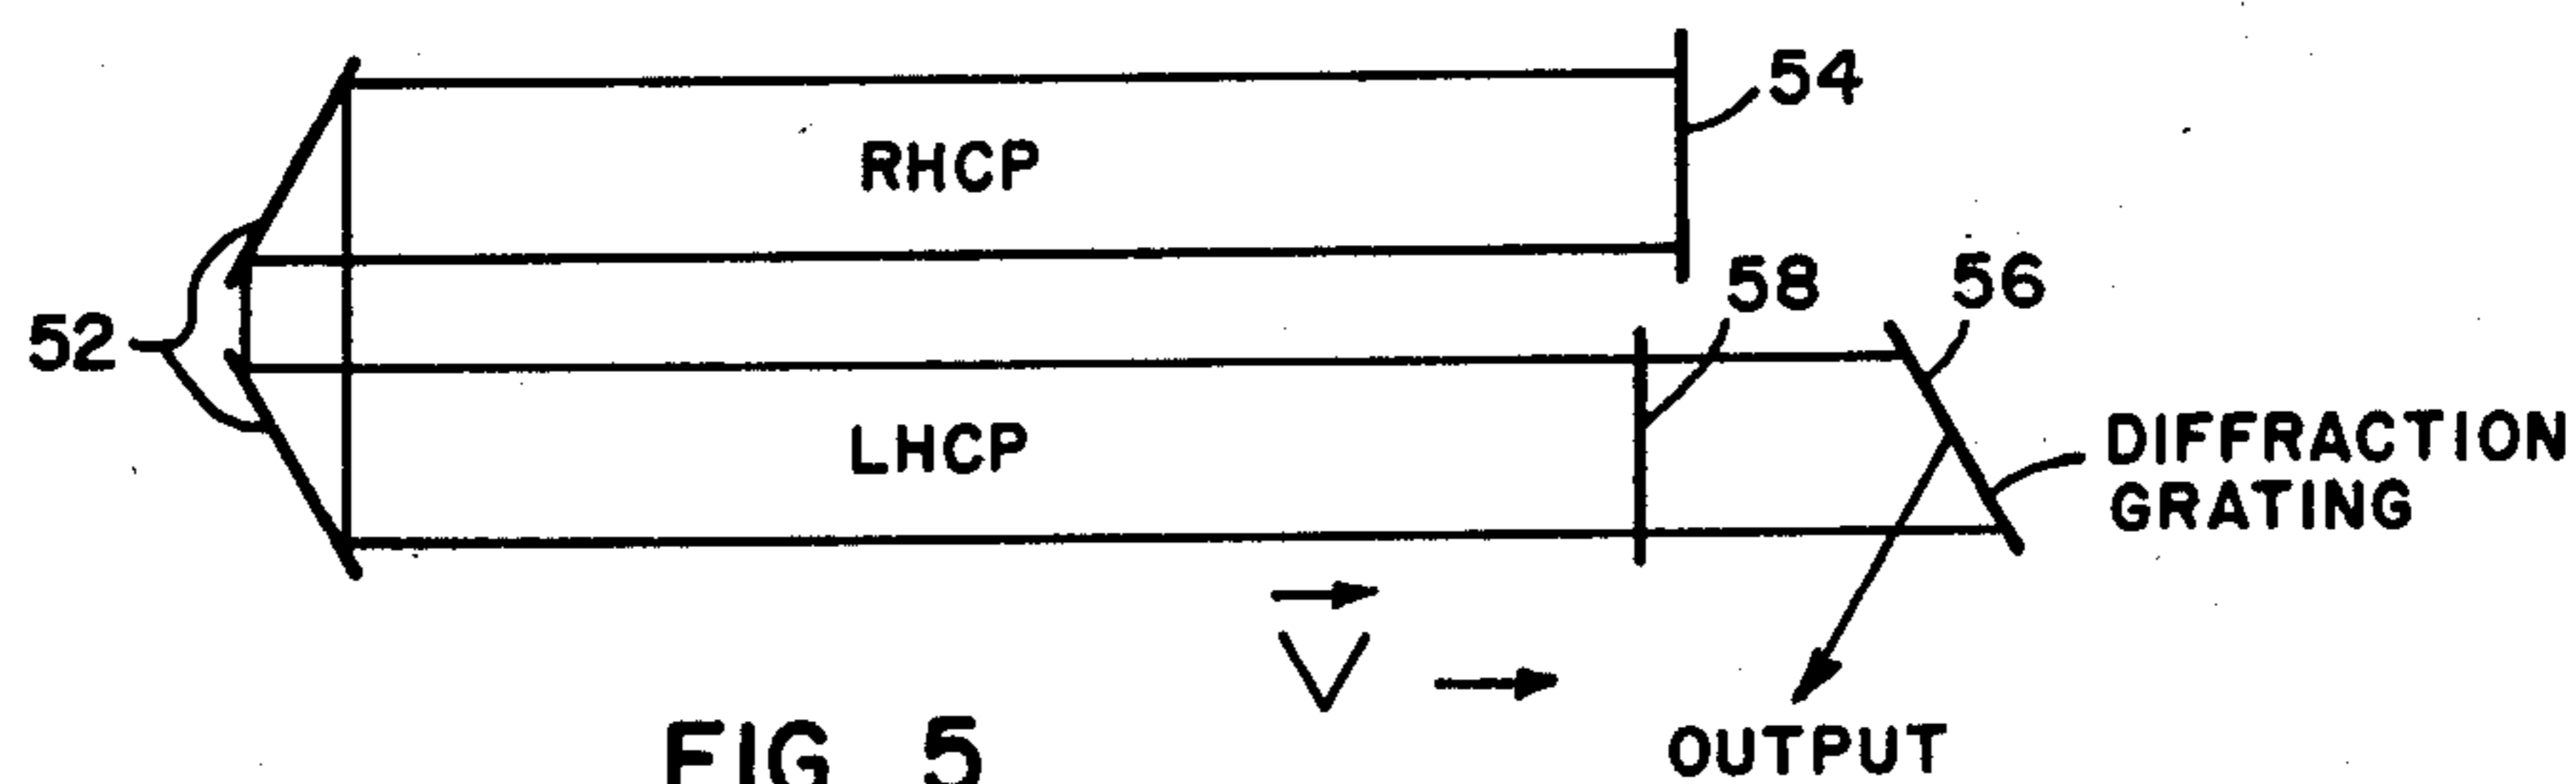 54
RHCP
58
56
52
LHCP
DIFFRACTION
GRATING
V
OUTPUT
FIG 5